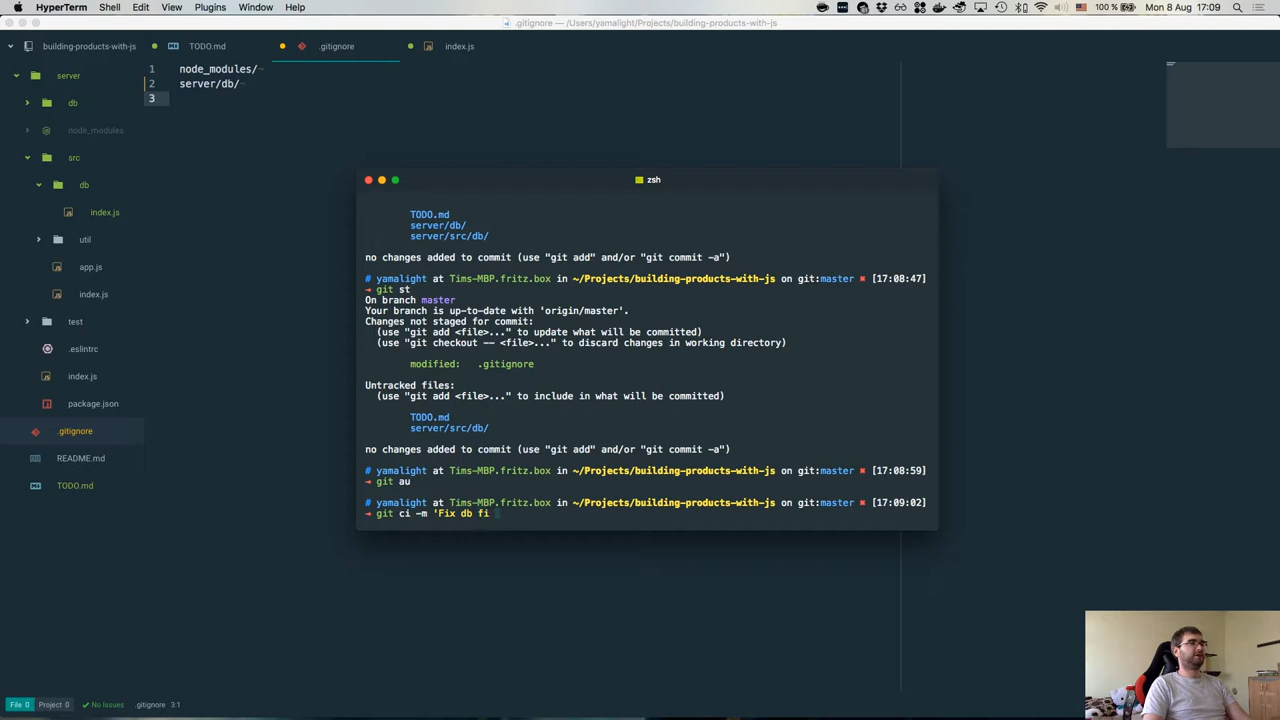 HyperTerm Shell Edit View Plugins Window Help
100 % Mon 8 Aug 17:09
.gitignore — /Users/yamalight/Projects/building-products-with-js
building-products-with-js TODO.md .gitignore index.js
server
db
node_modules
src
db
index.js
util
app.js
index.js
test
.eslintrc
index.js
package.json
.gitignore
README.md
TODO.md
1 node_modules/¬
2 server/db/¬
3
zsh
TODO.md
server/db/
server/src/db/
no changes added to commit (use "git add" and/or "git commit -a")
# yamalight at Tims-MBP.fritz.box in ~/Projects/building-products-with-js on git:master ✖ [17:08:47]
→ git st
On branch master
Your branch is up-to-date with 'origin/master'.
Changes not staged for commit:
(use "git add <file>..." to update what will be committed)
(use "git checkout -- <file>..." to discard changes in working directory)
modified: .gitignore
Untracked files:
(use "git add <file>..." to include in what will be committed)
TODO.md
server/src/db/
no changes added to commit (use "git add" and/or "git commit -a")
# yamalight at Tims-MBP.fritz.box in ~/Projects/building-products-with-js on git:master ✖ [17:08:59]
→ git au
# yamalight at Tims-MBP.fritz.box in ~/Projects/building-products-with-js on git:master ✖ [17:09:02]
→ git ci -m 'Fix db fi
File 0 Project 0 ✓ No Issues .gitignore 3:1